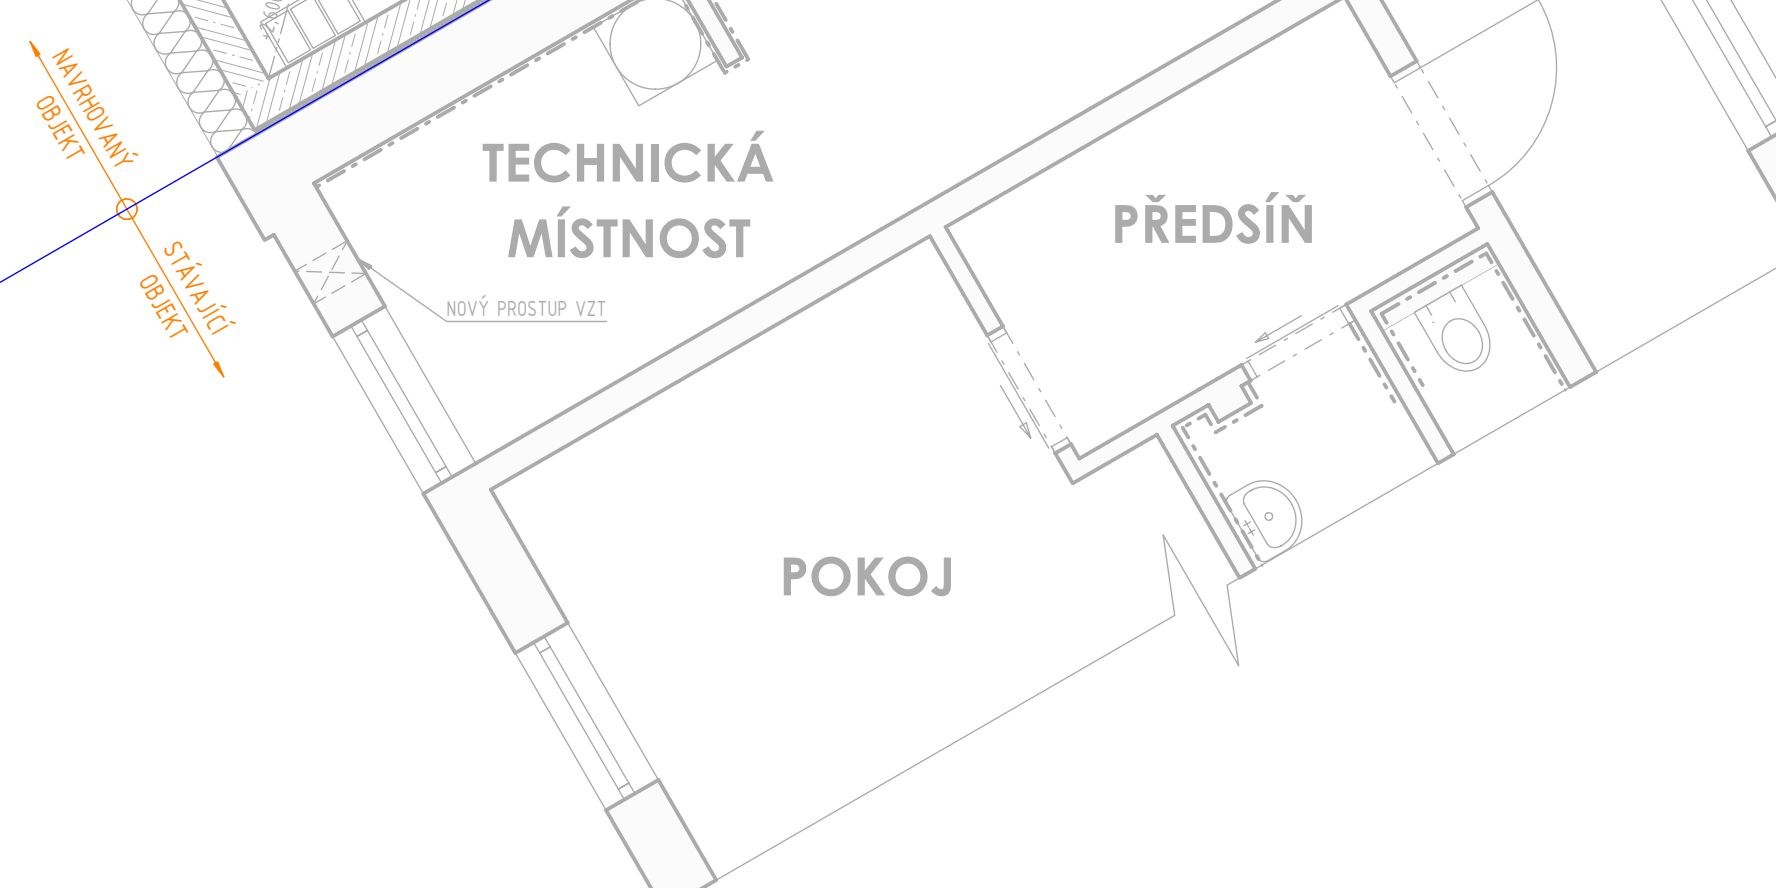 NAVRHOVANÝ
OBJEKT
STÁVAJÍCÍ
OBJEKT
TECHNICKÁ
MÍSTNOST
NOVÝ PROSTUP VZT
PŘEDSÍŇ
POKOJ